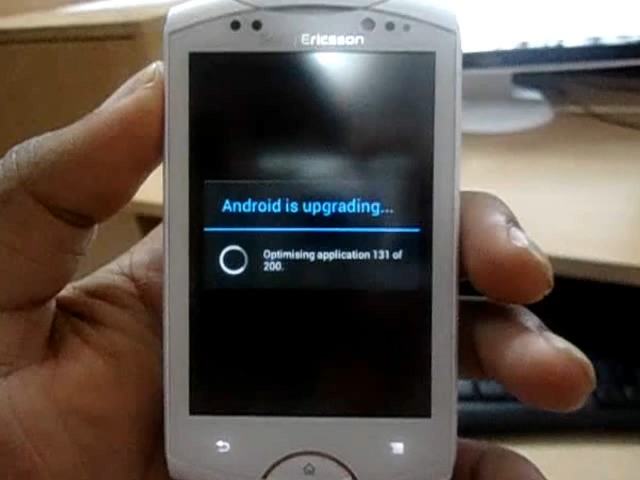 Ericsson
Android is upgrading...
Optimising application 131 of
200.